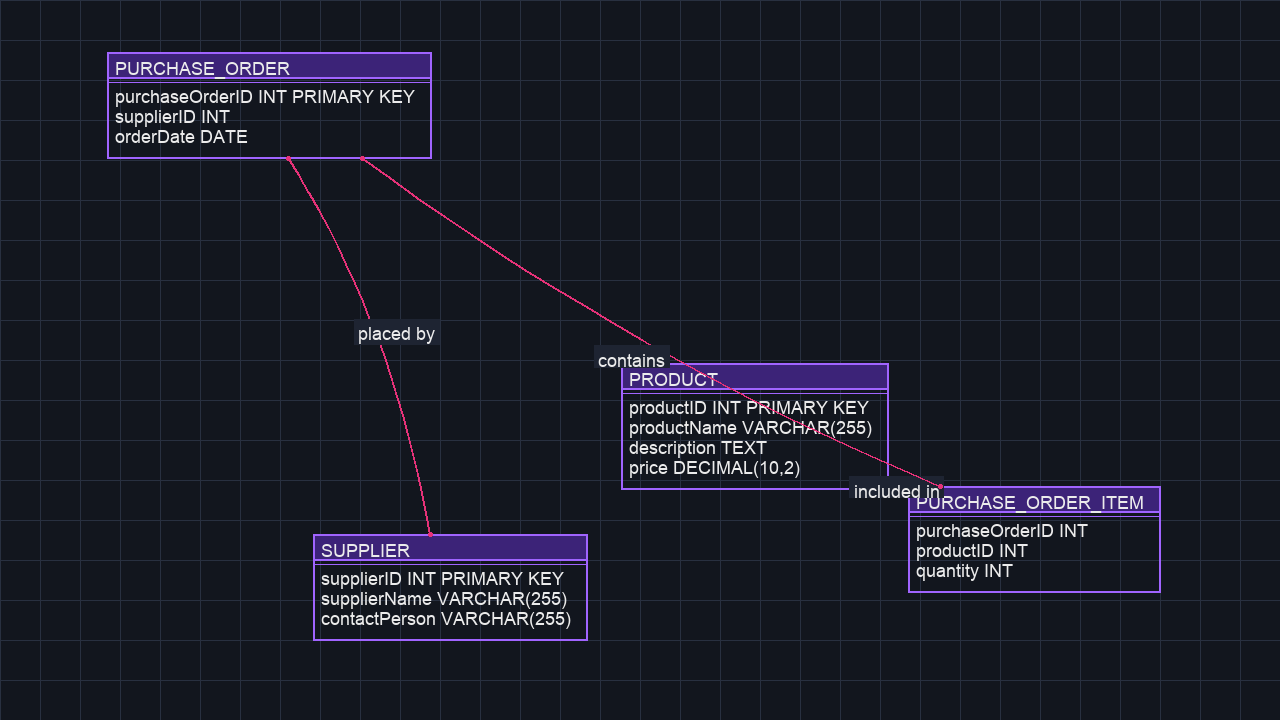 PURCHASE_ORDER
purchaseOrderID INT PRIMARY KEY
supplierID INT
orderDate DATE
placed by
contains
PRODUCT
productID INT PRIMARY KEY
productName VARCHAR(255)
description TEXT
price DECIMAL(10,2)
included in
PURCHASE_ORDER_ITEM
purchaseOrderID INT
productID INT
quantity INT
SUPPLIER
supplierID INT PRIMARY KEY
supplierName VARCHAR(255)
contactPerson VARCHAR(255)